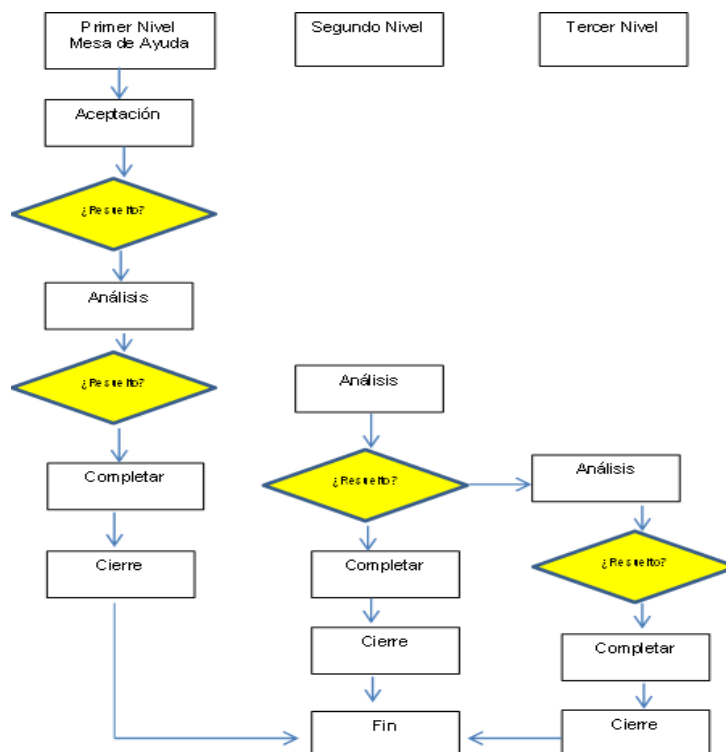 Primer Nivel
Mesa de Ayuda
Segundo Nivel
Tercer Nivel
Aceptación
¿Resuelto?
Análisis
¿Resuelto?
Análisis
Completar
¿Resuelto?
Análisis
Cierre
Completar
¿Resuelto?
Cierre
Completar
Fin
Cierre